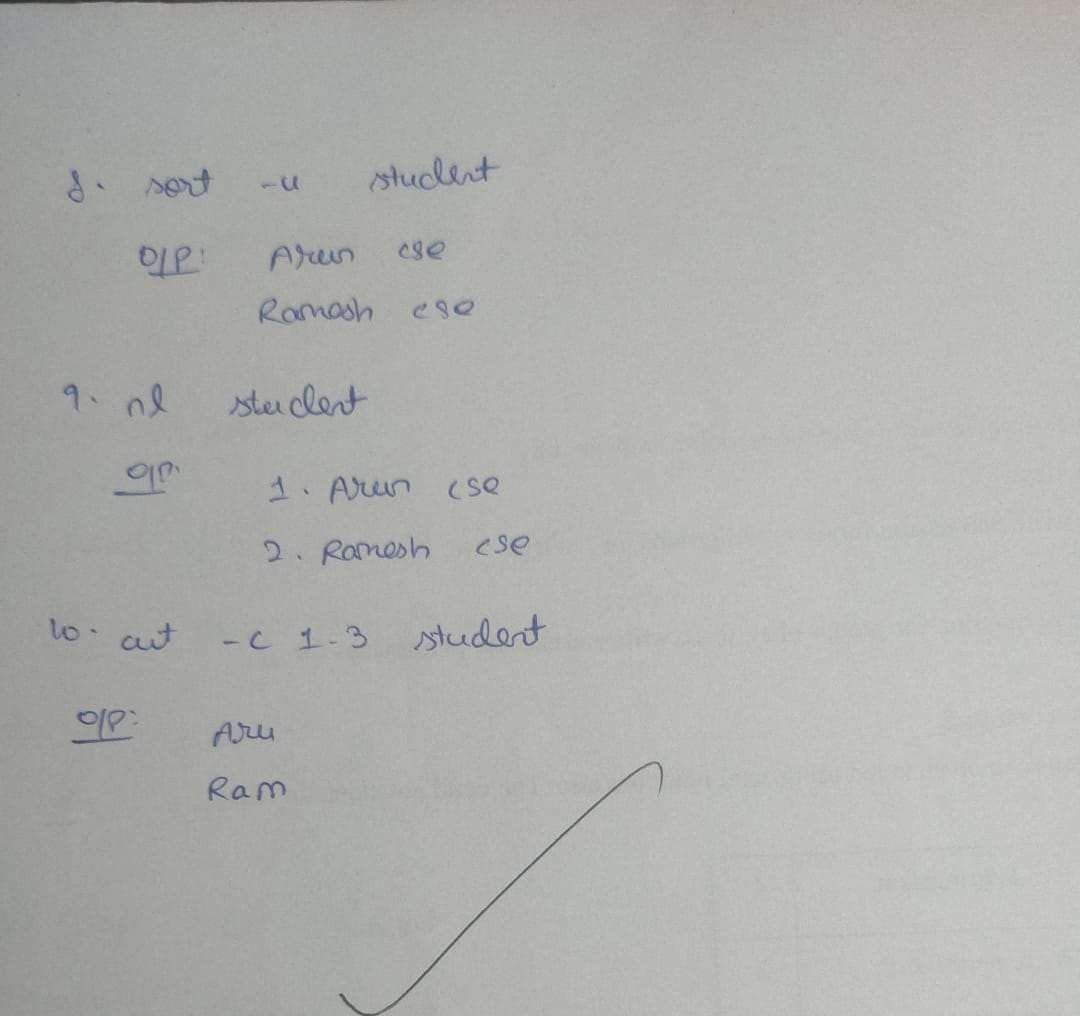 8. sort -u student
O/P: Arun cse
Ramesh cse
9. nl student
O/P:
1. Arun cse
2. Ramesh cse
10. cut -c 1-3 student
O/P: Aru
Ram